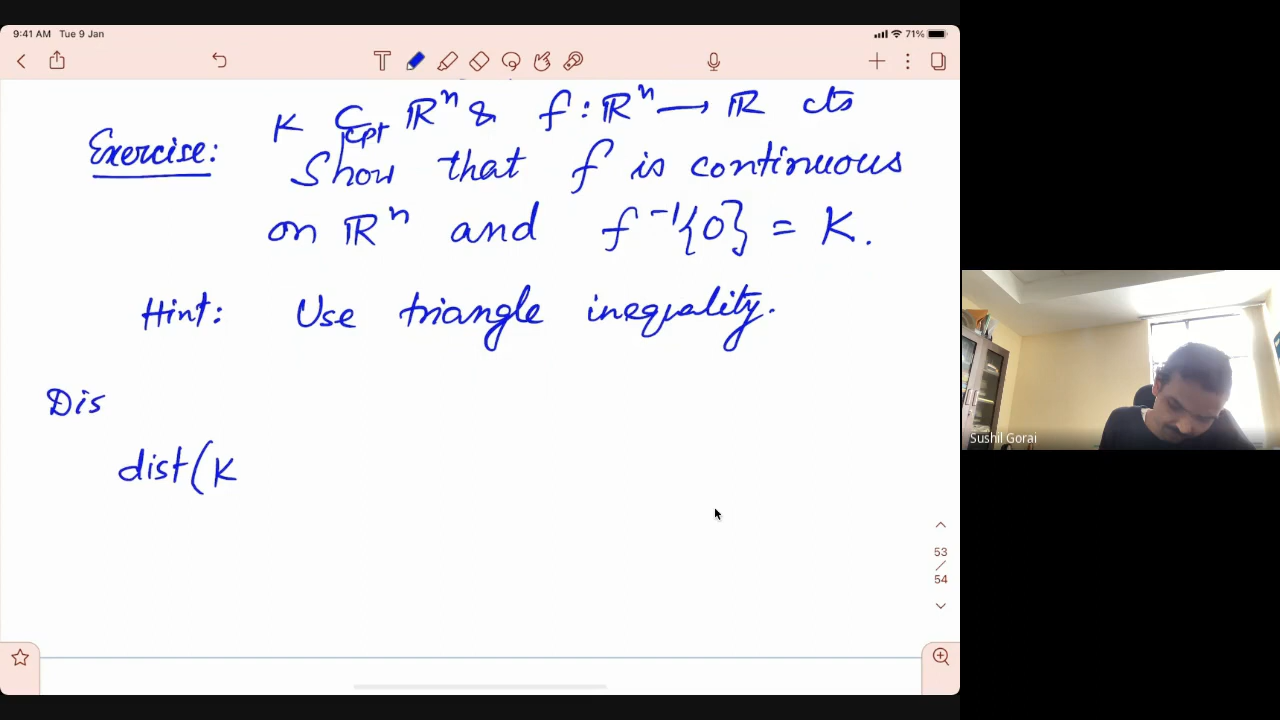 9:41 AM Tue 9 Jan
71%
K ⊂cpt ℝⁿ & f : ℝⁿ → ℝ cts
Exercise:
Show that f is continuous
on ℝⁿ and f⁻¹{0} = K.
Hint: Use triangle inequality.
Dis
dist(K
Sushil Gorai
53
/
54